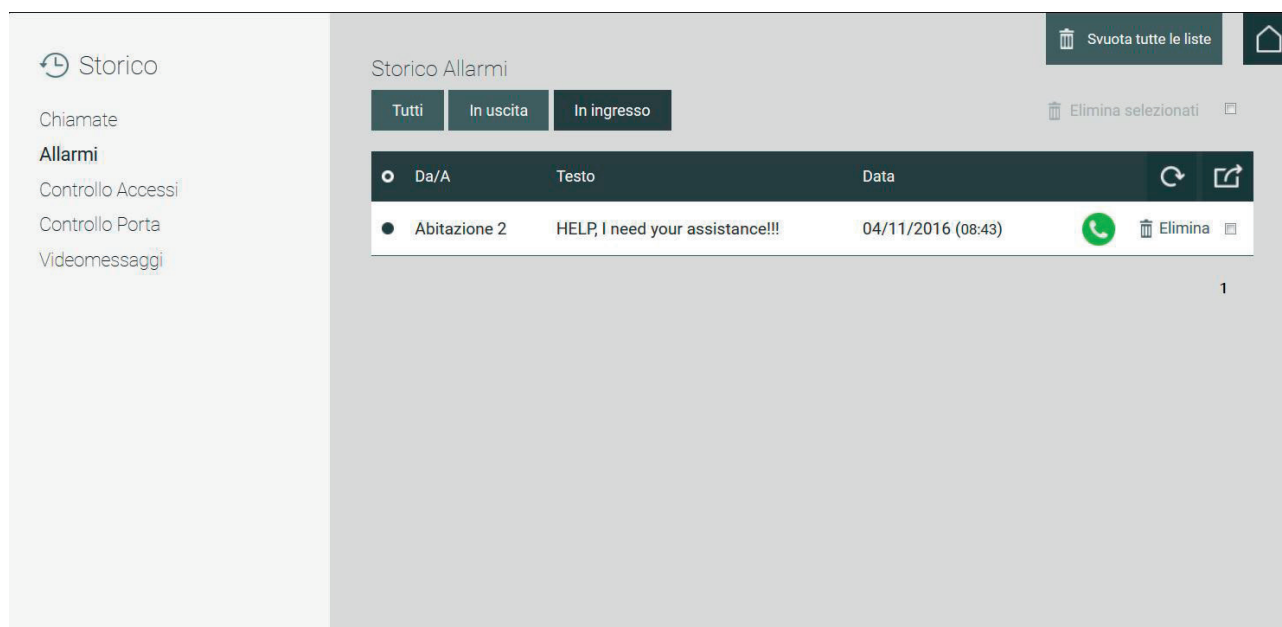 Storico
Chiamate
Allarmi
Controllo Accessi
Controllo Porta
Videomessaggi
Svuota tutte le liste
Storico Allarmi
Tutti In uscita In ingresso
Elimina selezionati
Da/A Testo Data
Abitazione 2 HELP, I need your assistance!!! 04/11/2016 (08:43) Elimina
1